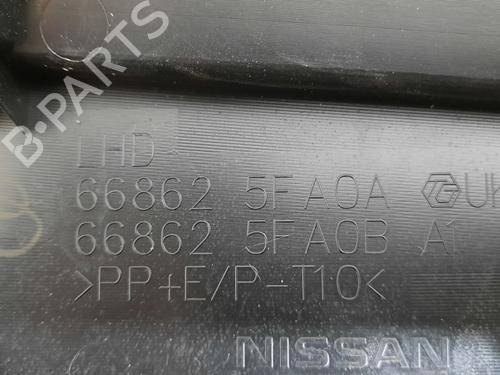 B-PARTS
LHD
66862 5FA0A
66862 5FA0B A1
>PP+E/P-T10<
NISSAN